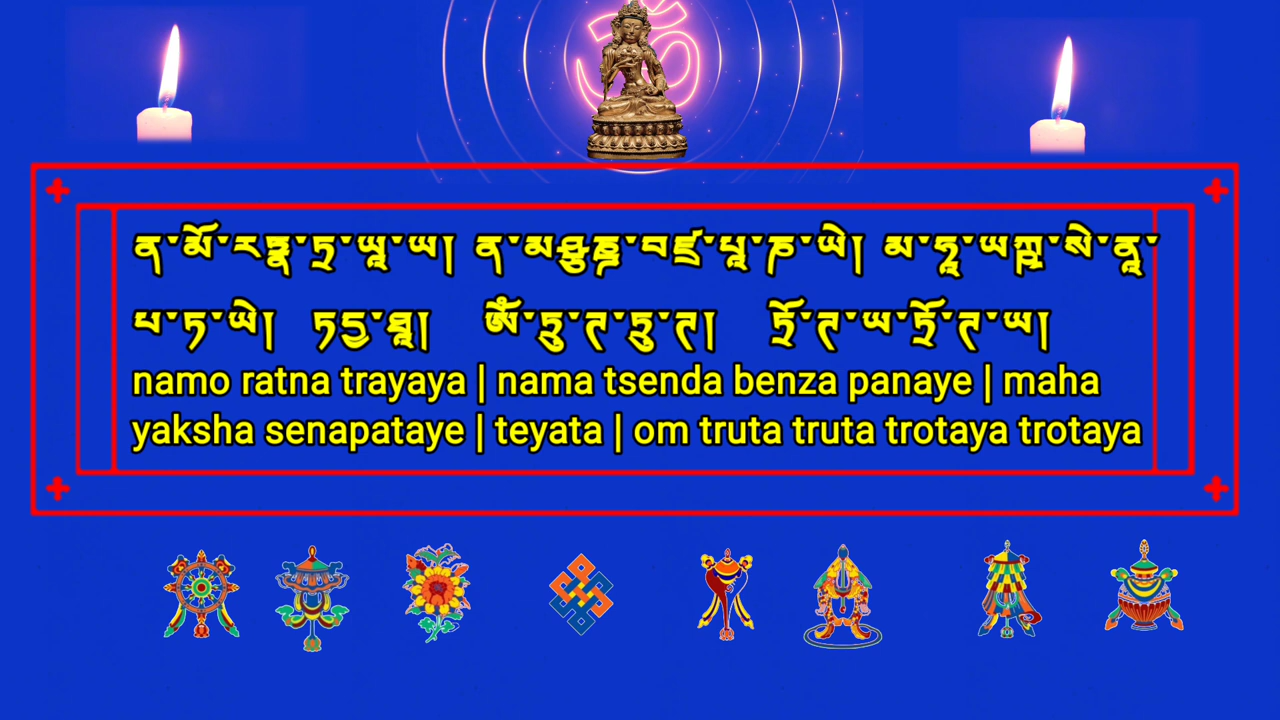 ན་མོ་རཏྣ་ཏྲ་ཡཱ་ཡ། ན་མཤྩཎྜ་བཛྲ་པཱ་ཎ་ཡེ། མ་ཧཱ་ཡཀྵ་སེ་ནཱ་
པ་ཏ་ཡེ། ཏདྱ་ཐཱ། ཨོཾ་ཏྲུ་ཊ་ཏྲུ་ཊ། ཏྲོ་ཊ་ཡ་ཏྲོ་ཊ་ཡ།
namo ratna trayaya | nama tsenda benza panaye | maha
yaksha senapataye | teyata | om truta truta trotaya trotaya